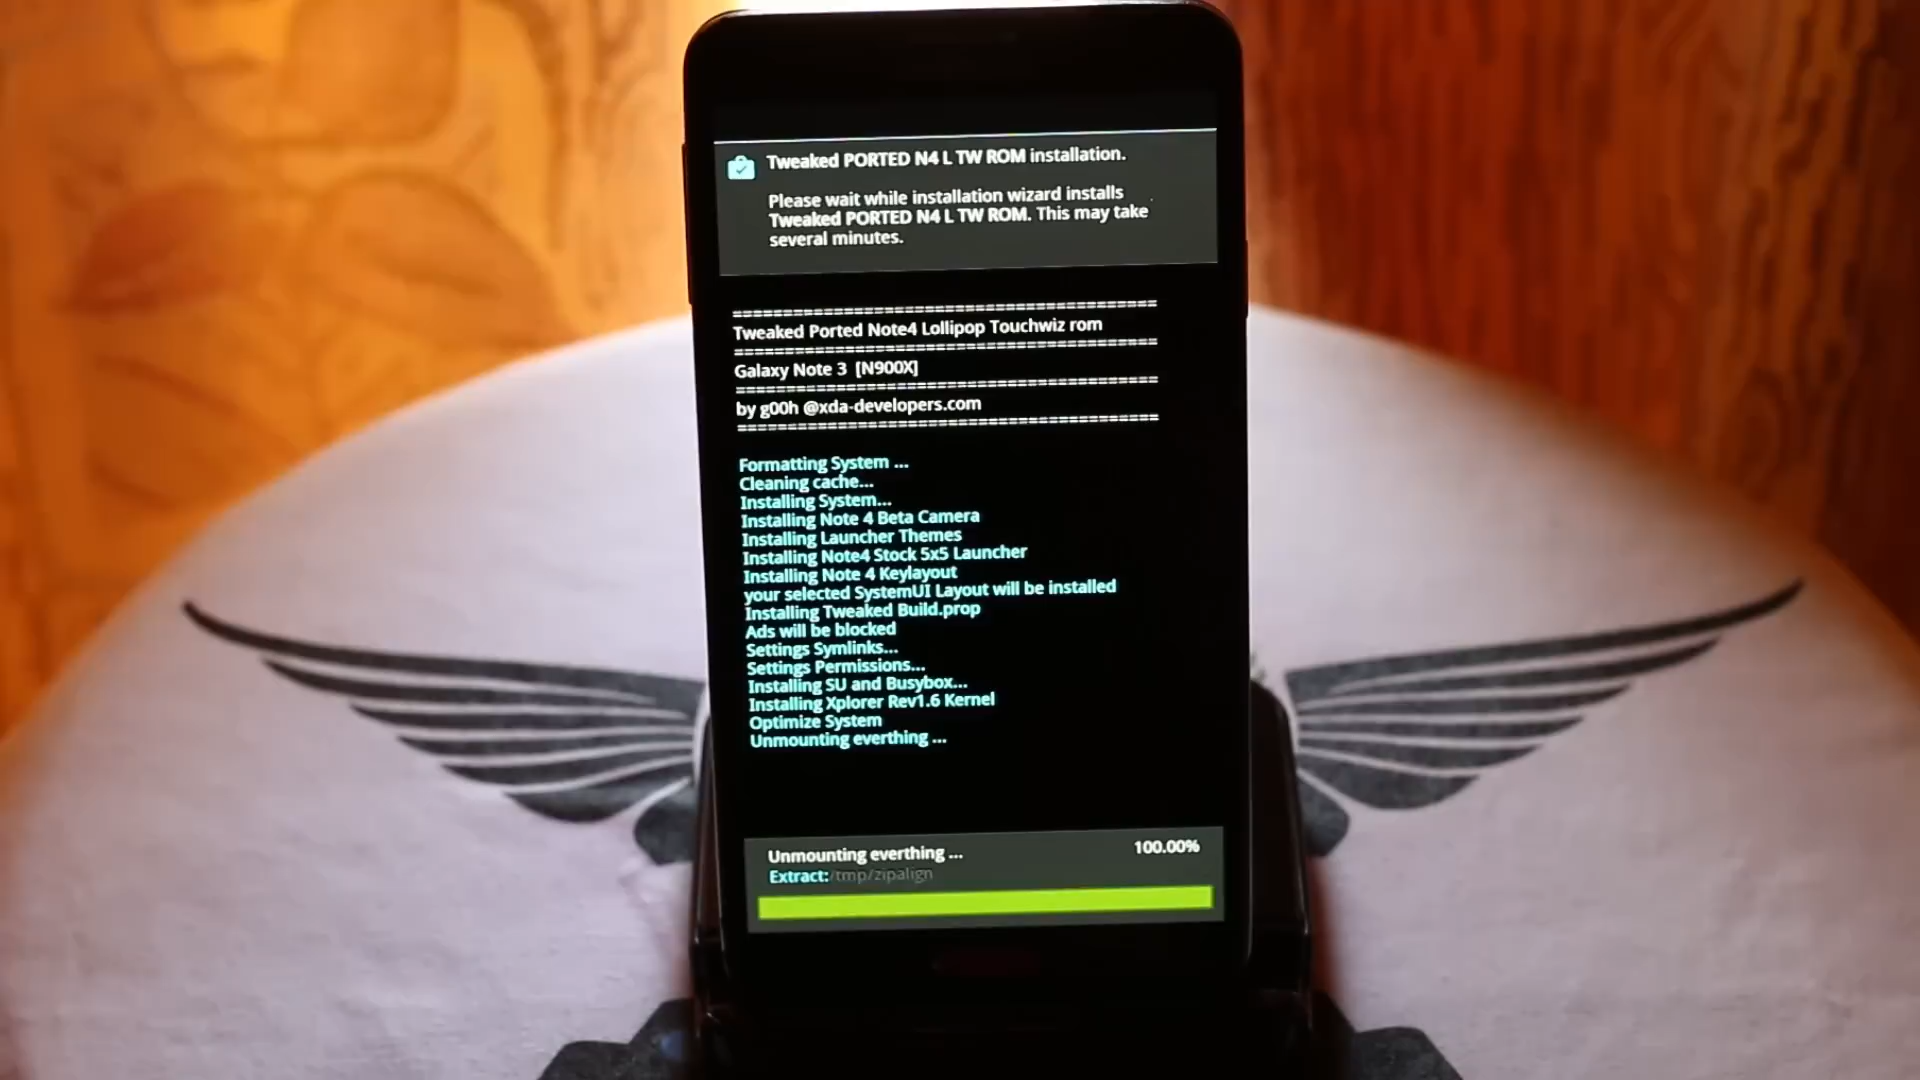 Tweaked PORTED N4 L TW ROM installation.
Please wait while installation wizard installs
Tweaked PORTED N4 L TW ROM. This may take
several minutes.
============================================
Tweaked Ported Note4 Lollipop Touchwiz rom
============================================
Galaxy Note 3 [N900X]
============================================
by g00h @xda-developers.com
============================================
Formatting System ...
Cleaning cache...
Installing System...
Installing Note 4 Beta Camera
Installing Launcher Themes
Installing Note4 Stock 5x5 Launcher
Installing Note 4 Keylayout
your selected SystemUI Layout will be installed
Installing Tweaked Build.prop
Ads will be blocked
Settings Symlinks...
Settings Permissions...
Installing SU and Busybox...
Installing Xplorer Rev1.6 Kernel
Optimize System
Unmounting everthing ...
Unmounting everthing ... 100.00%
Extract:/tmp/zipalign